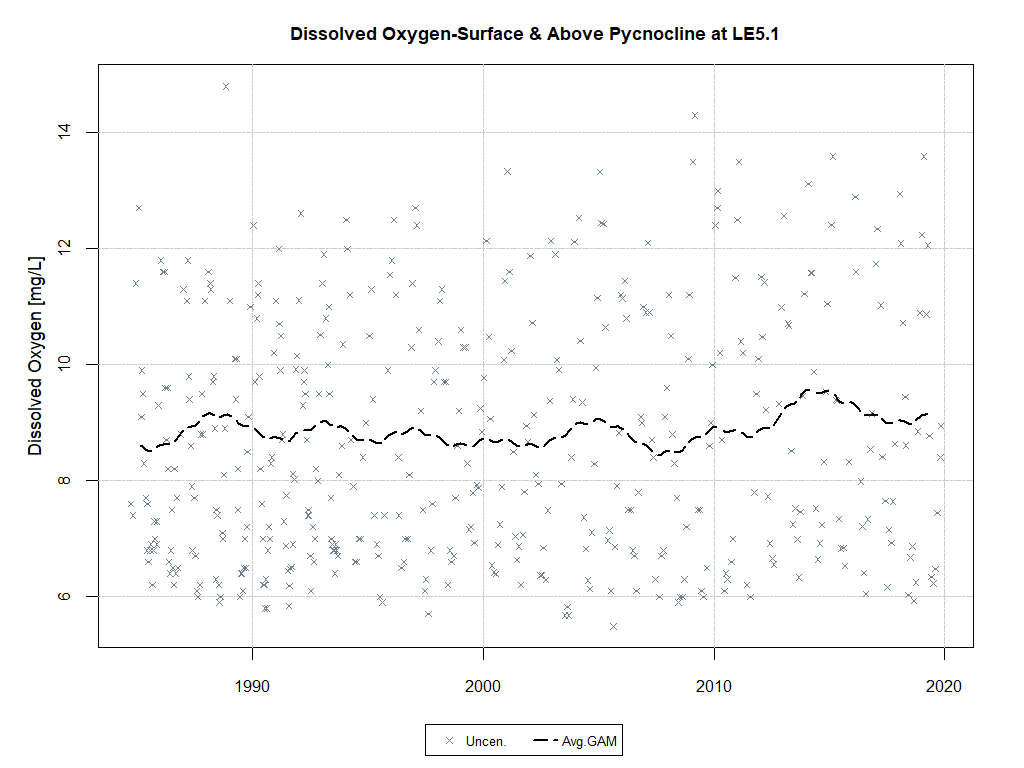 Dissolved Oxygen-Surface & Above Pycnocline at LE5.1
Dissolved Oxygen [mg/L]
14
12
10
8
6
1990 2000 2010 2020
Uncen. Avg.GAM